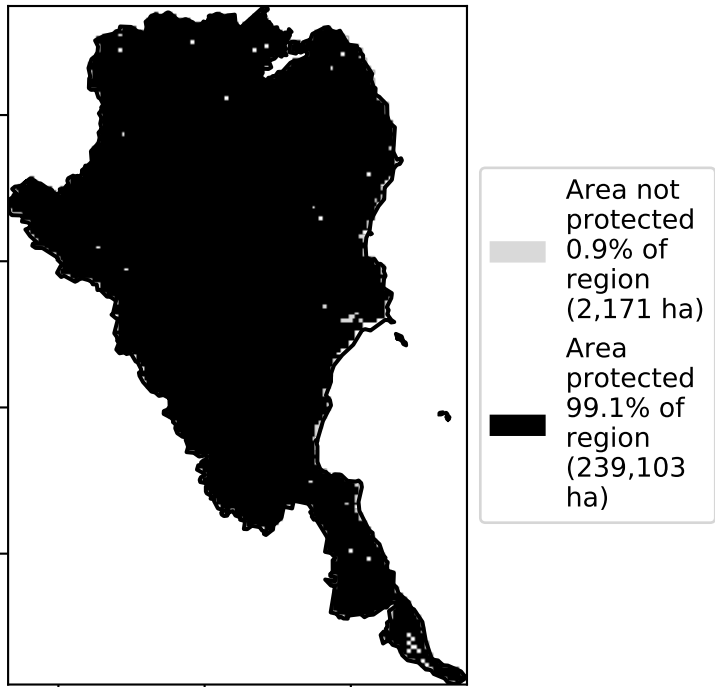 Area not
protected
0.9% of
region
(2,171 ha)
Area
protected
99.1% of
region
(239,103
ha)